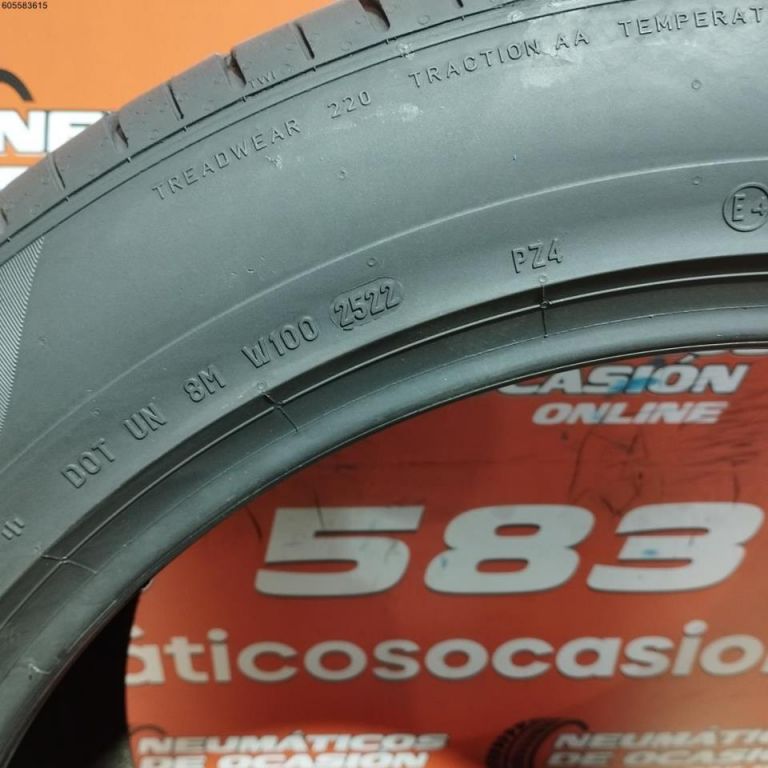 605583615
TREADWEAR 220 TRACTION AA TEMPERAT
TWI
DOT UN 8M W100 2522 PZ4
E4
CASIÓN
ONLINE
583
áticosocasion
NEUMÁTICOS
DE OCASIÓN
NEUMÁTICOS
DE OCASIÓN